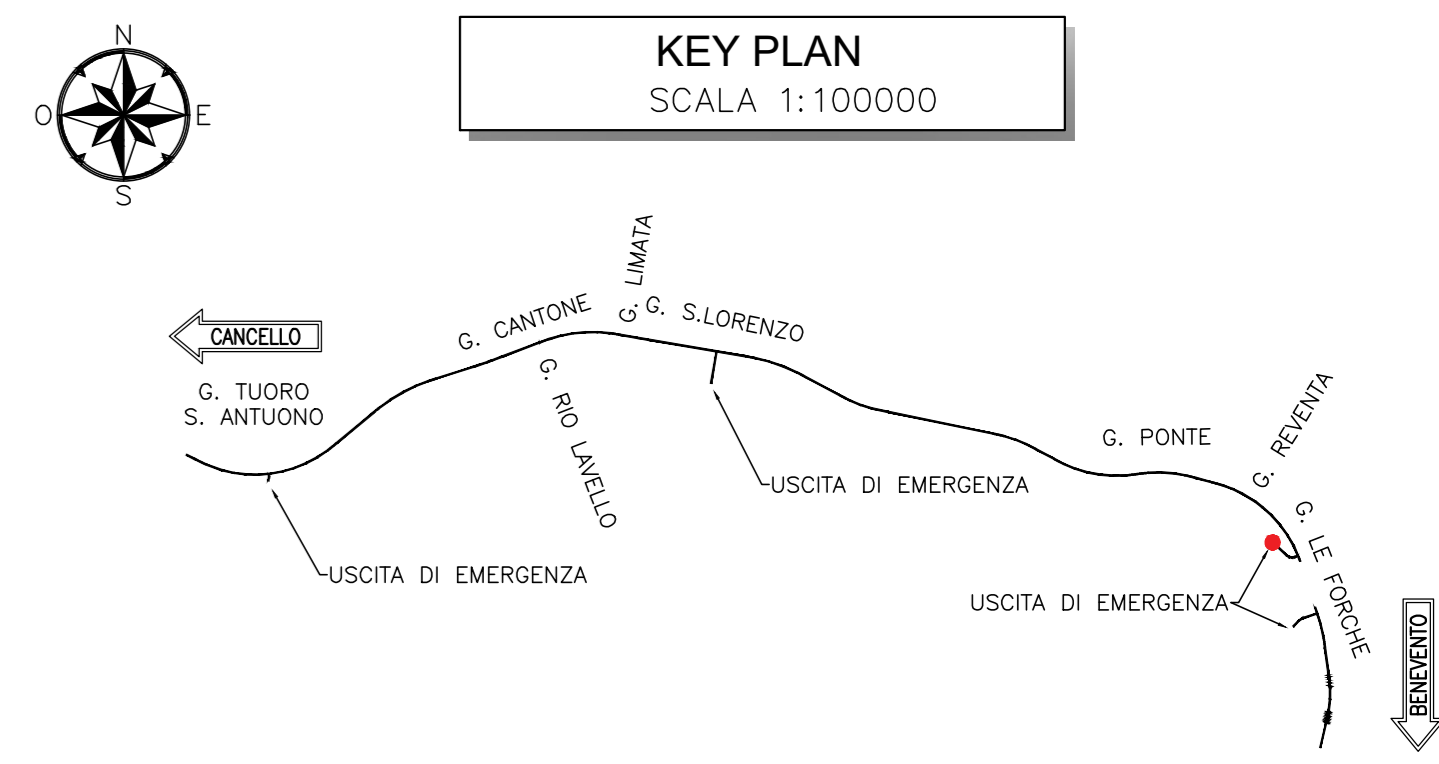 N
O
E
S
KEY PLAN
SCALA 1:100000
CANCELLO
G. TUORO
S. ANTUONO
G. CANTONE
G. LIMATA
G. S.LORENZO
G. RIO LAVELLO
USCITA DI EMERGENZA
USCITA DI EMERGENZA
G. PONTE
G. REVENTA
G. LE FORCHE
USCITA DI EMERGENZA
BENEVENTO